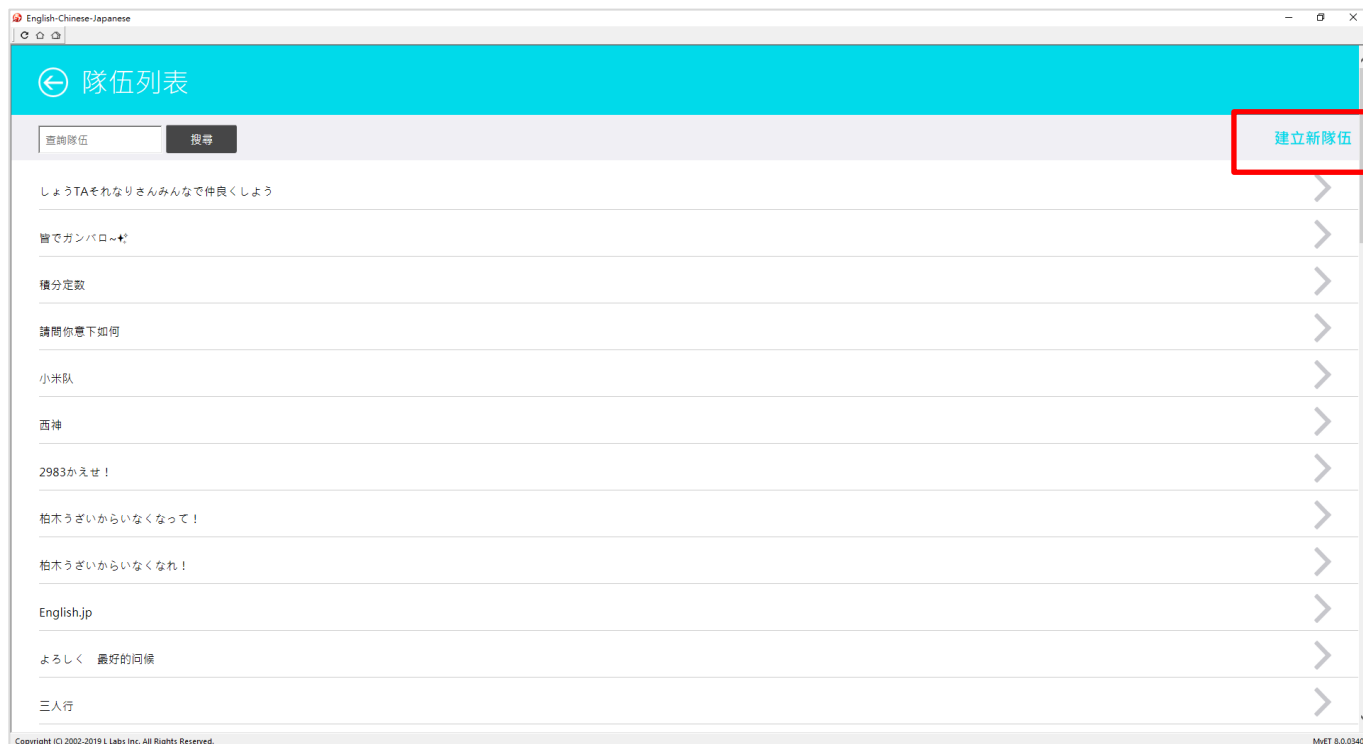 English-Chinese-Japanese
隊伍列表
查詢隊伍 搜尋 建立新隊伍
しょうTAそれなりさんみんなで仲良くしよう
皆でガンバロ~✨
積分定数
請問你意下如何
小米队
西神
2983かえせ！
柏木うざいからいなくなって！
柏木うざいからいなくなれ！
English.jp
よろしく　最好的问候
三人行
Copyright (C) 2002-2019 L Labs Inc. All Rights Reserved. MyET 8.0.0340